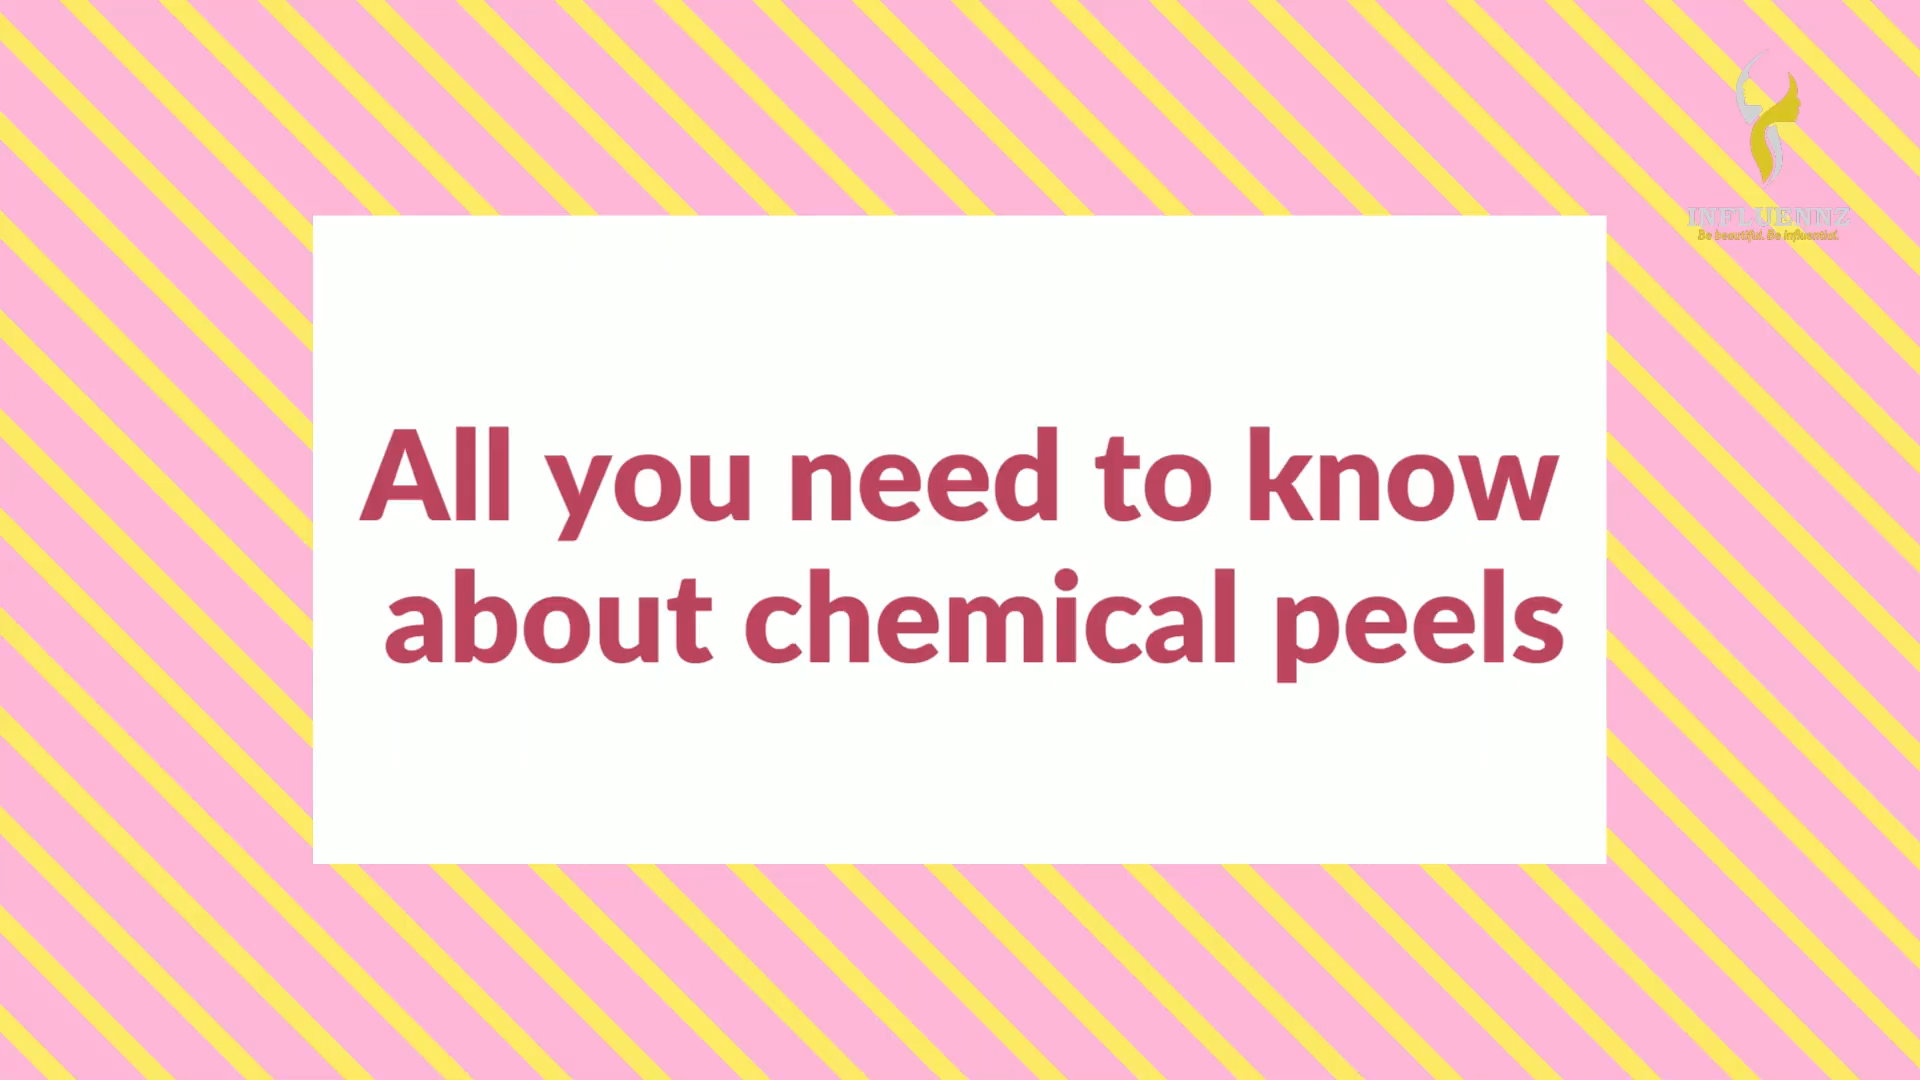 INFLUENNZ
Be beautiful. Be influential.
All you need to know
about chemical peels